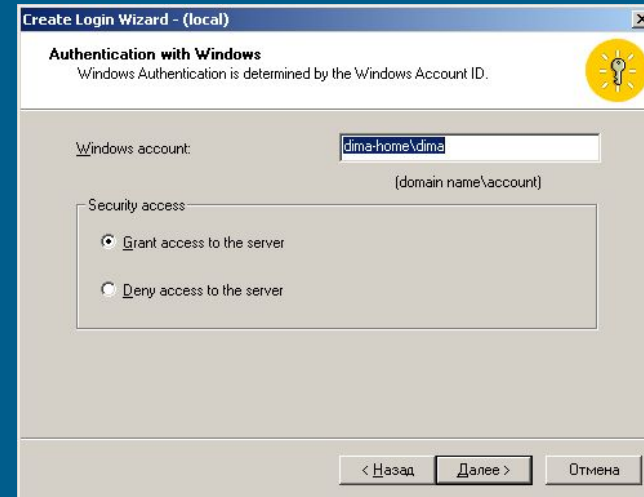 Create Login Wizard - (local)
Authentication with Windows
Windows Authentication is determined by the Windows Account ID.
Windows account:
dima-home\dima
(domain name\account)
Security access
Grant access to the server
Deny access to the server
< Назад
Далее >
Отмена